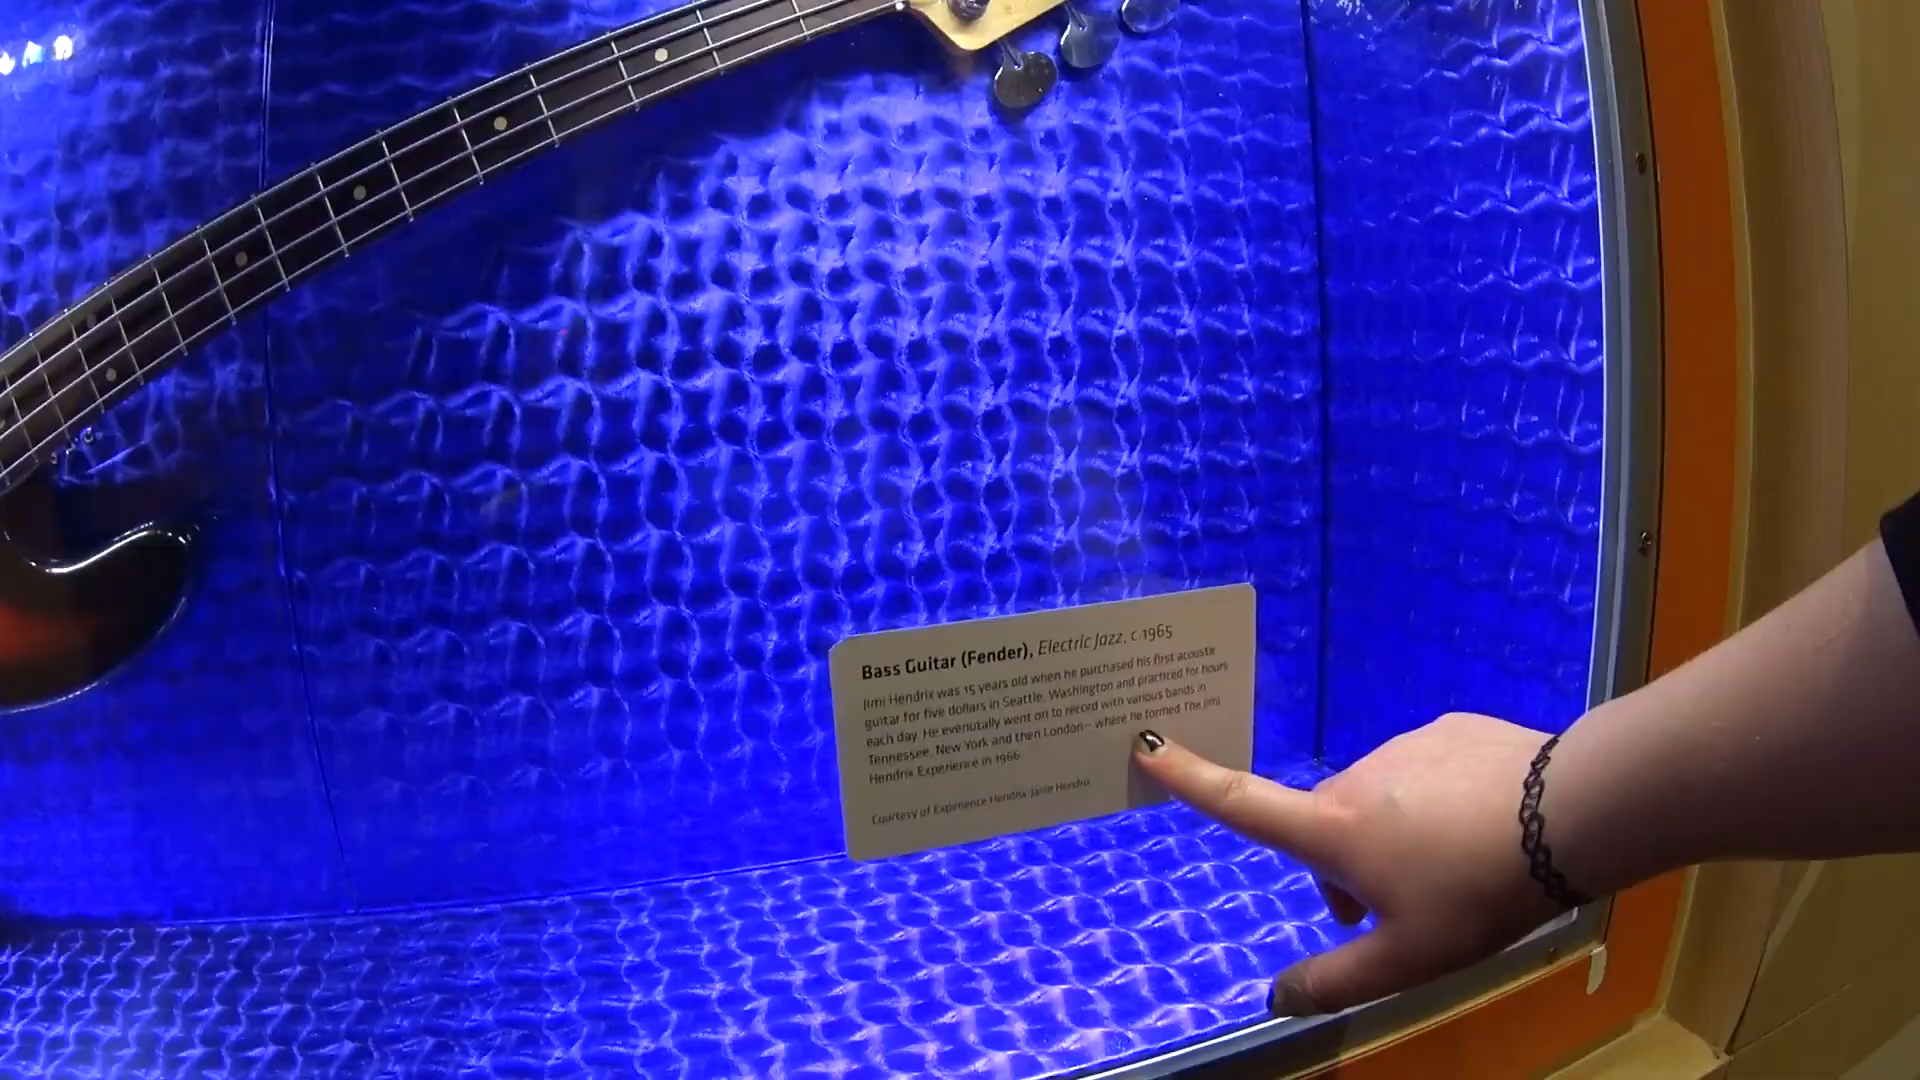 Bass Guitar (Fender), Electric Jazz, c.1965
Jimi Hendrix was 15 years old when he purchased his first acoustic
guitar for five dollars in Seattle, Washington and practiced for hours
each day. He evenutally went on to record with various bands in
Tennessee, New York and then London-- where he formed The Jimi
Hendrix Experience in 1966
Courtesy of Experience Hendrix-Janie Hendrix